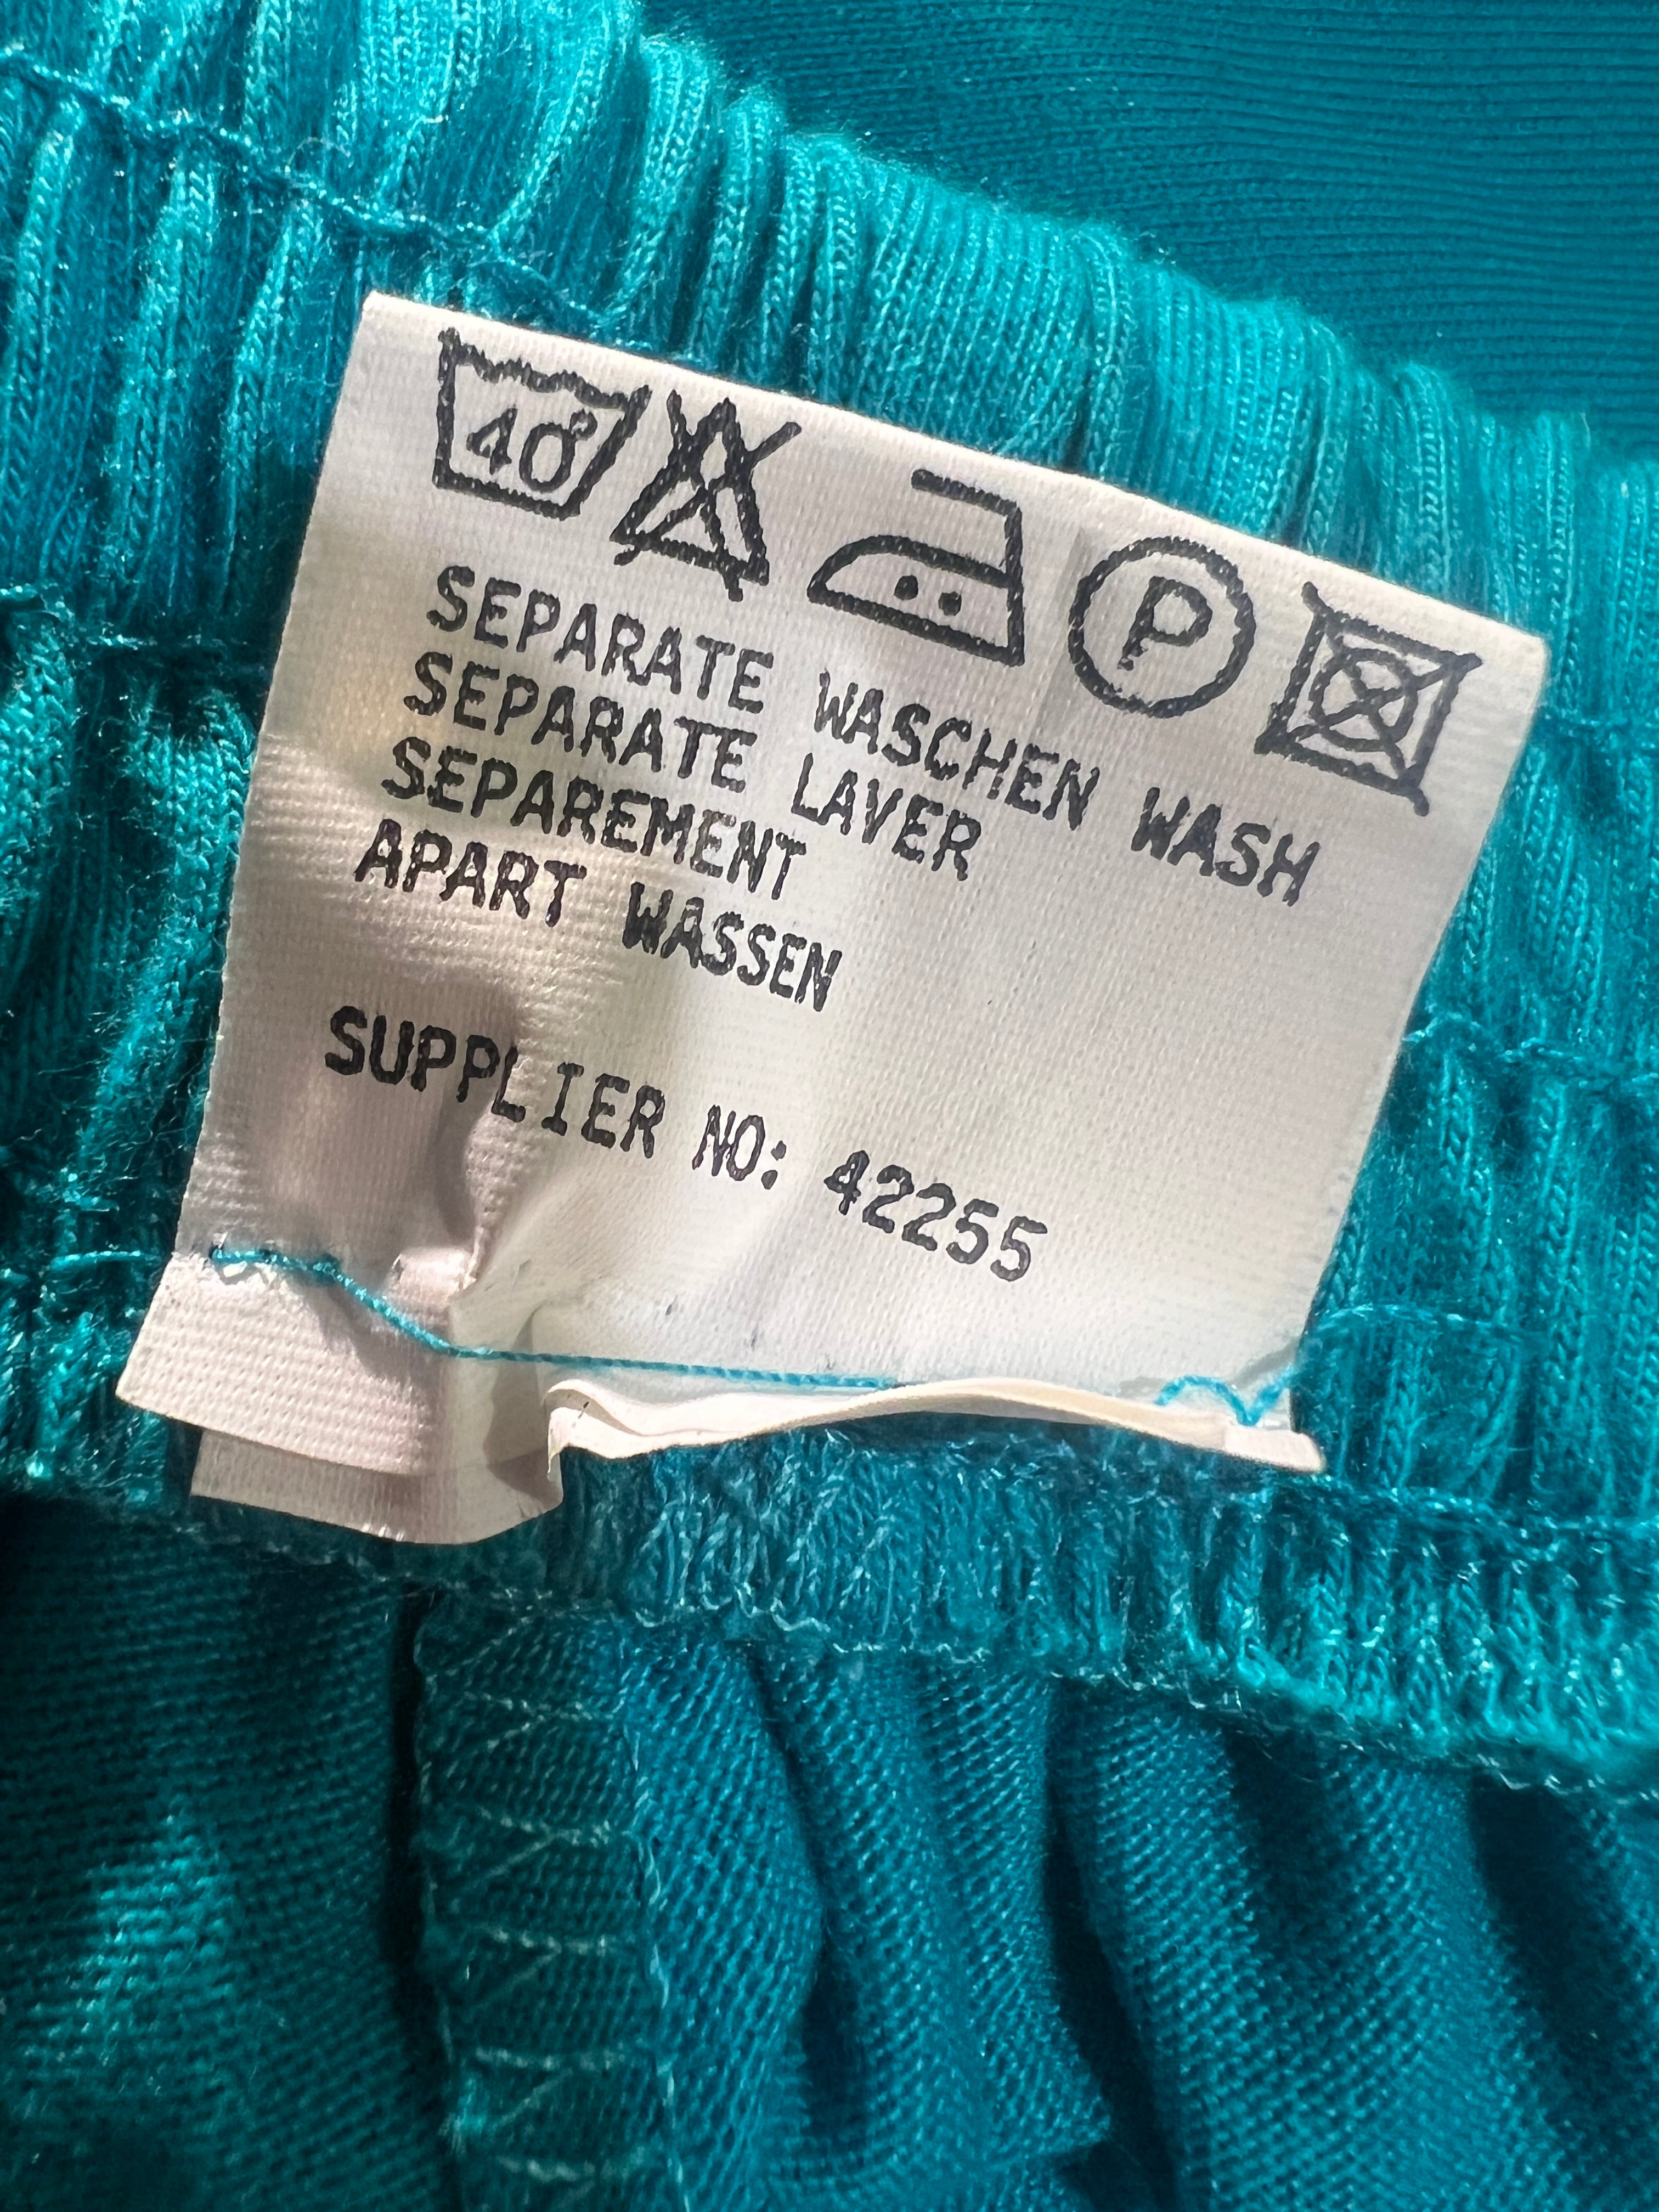 40°
P
SEPARATE WASCHEN WASH
SEPARATE LAVER
SEPAREMENT
APART WASSEN
SUPPLIER NO: 42255